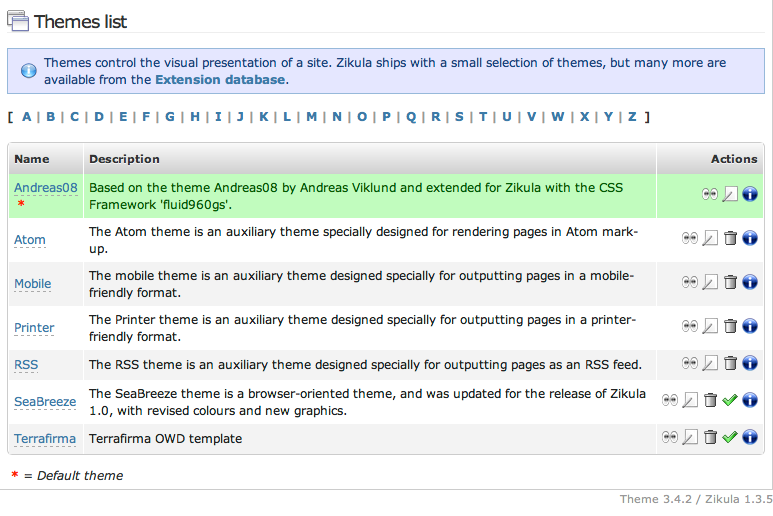 Themes list
Themes control the visual presentation of a site. Zikula ships with a small selection of themes, but many more are
available from the Extension database.
[ A | B | C | D | E | F | G | H | I | J | K | L | M | N | O | P | Q | R | S | T | U | V | W | X | Y | Z ]
Name Description Actions
Andreas08 Based on the theme Andreas08 by Andreas Viklund and extended for Zikula with the CSS
* Framework 'fluid960gs'.
Atom The Atom theme is an auxiliary theme specially designed for rendering pages in Atom mark-
up.
Mobile The mobile theme is an auxiliary theme designed specially for outputting pages in a mobile-
friendly format.
Printer The Printer theme is an auxiliary theme designed specially for outputting pages in a printer-
friendly format.
RSS The RSS theme is an auxiliary theme designed specially for outputting pages as an RSS feed.
SeaBreeze The SeaBreeze theme is a browser-oriented theme, and was updated for the release of Zikula
1.0, with revised colours and new graphics.
Terrafirma Terrafirma OWD template
* = Default theme
Theme 3.4.2 / Zikula 1.3.5